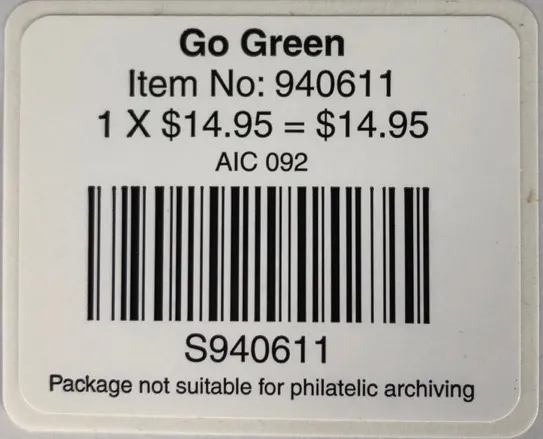 Go Green
Item No: 940611
1 X $14.95 = $14.95
AIC 092
S940611
Package not suitable for philatelic archiving